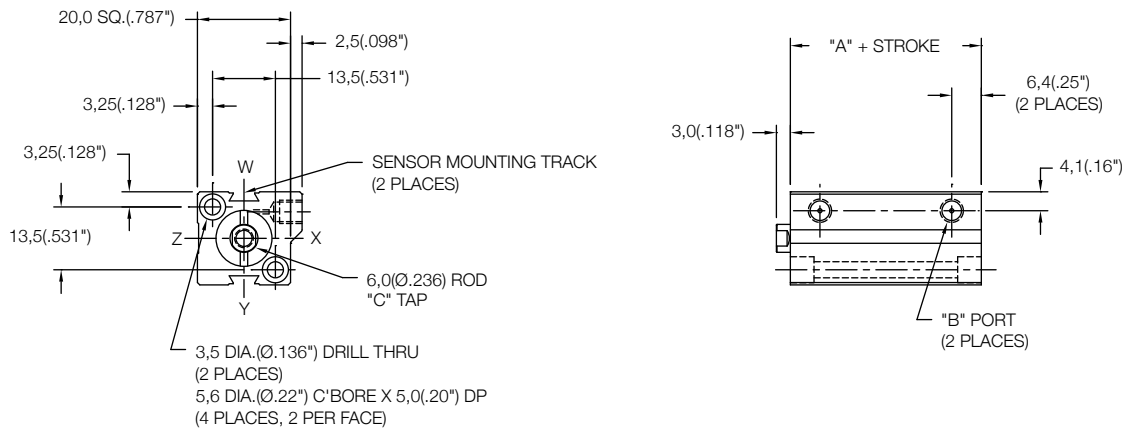 20,0 SQ.(.787")
2,5(.098")
13,5(.531")
3,25(.128")
3,25(.128")
W
SENSOR MOUNTING TRACK
(2 PLACES)
13,5(.531")
Z
X
6,0(Ø.236) ROD
"C" TAP
Y
3,5 DIA.(Ø.136") DRILL THRU
(2 PLACES)
5,6 DIA.(Ø.22") C'BORE X 5,0(.20") DP
(4 PLACES, 2 PER FACE)
"A" + STROKE
6,4(.25")
(2 PLACES)
3,0(.118")
4,1(.16")
"B" PORT
(2 PLACES)